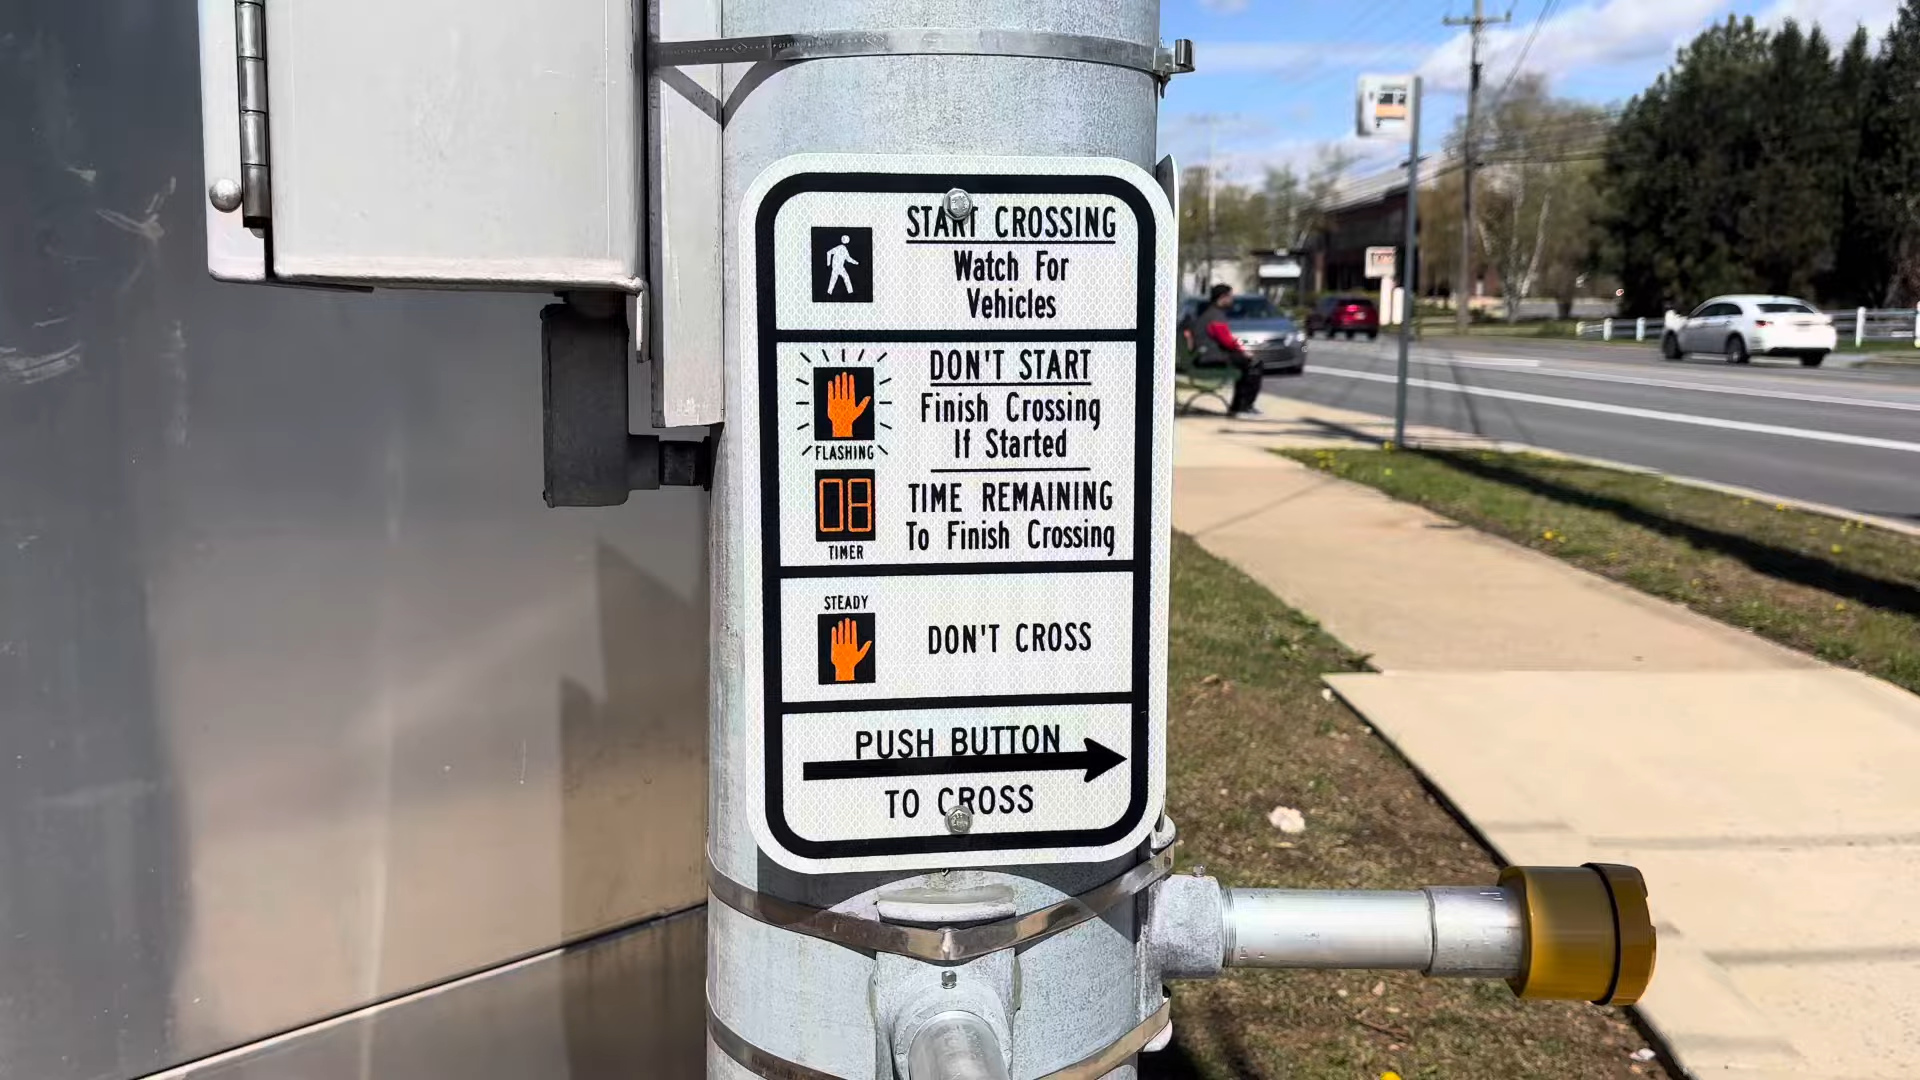 START CROSSING
Watch For
Vehicles
DON'T START
Finish Crossing
If Started
FLASHING
08
TIME REMAINING
To Finish Crossing
TIMER
STEADY
DON'T CROSS
PUSH BUTTON
TO CROSS